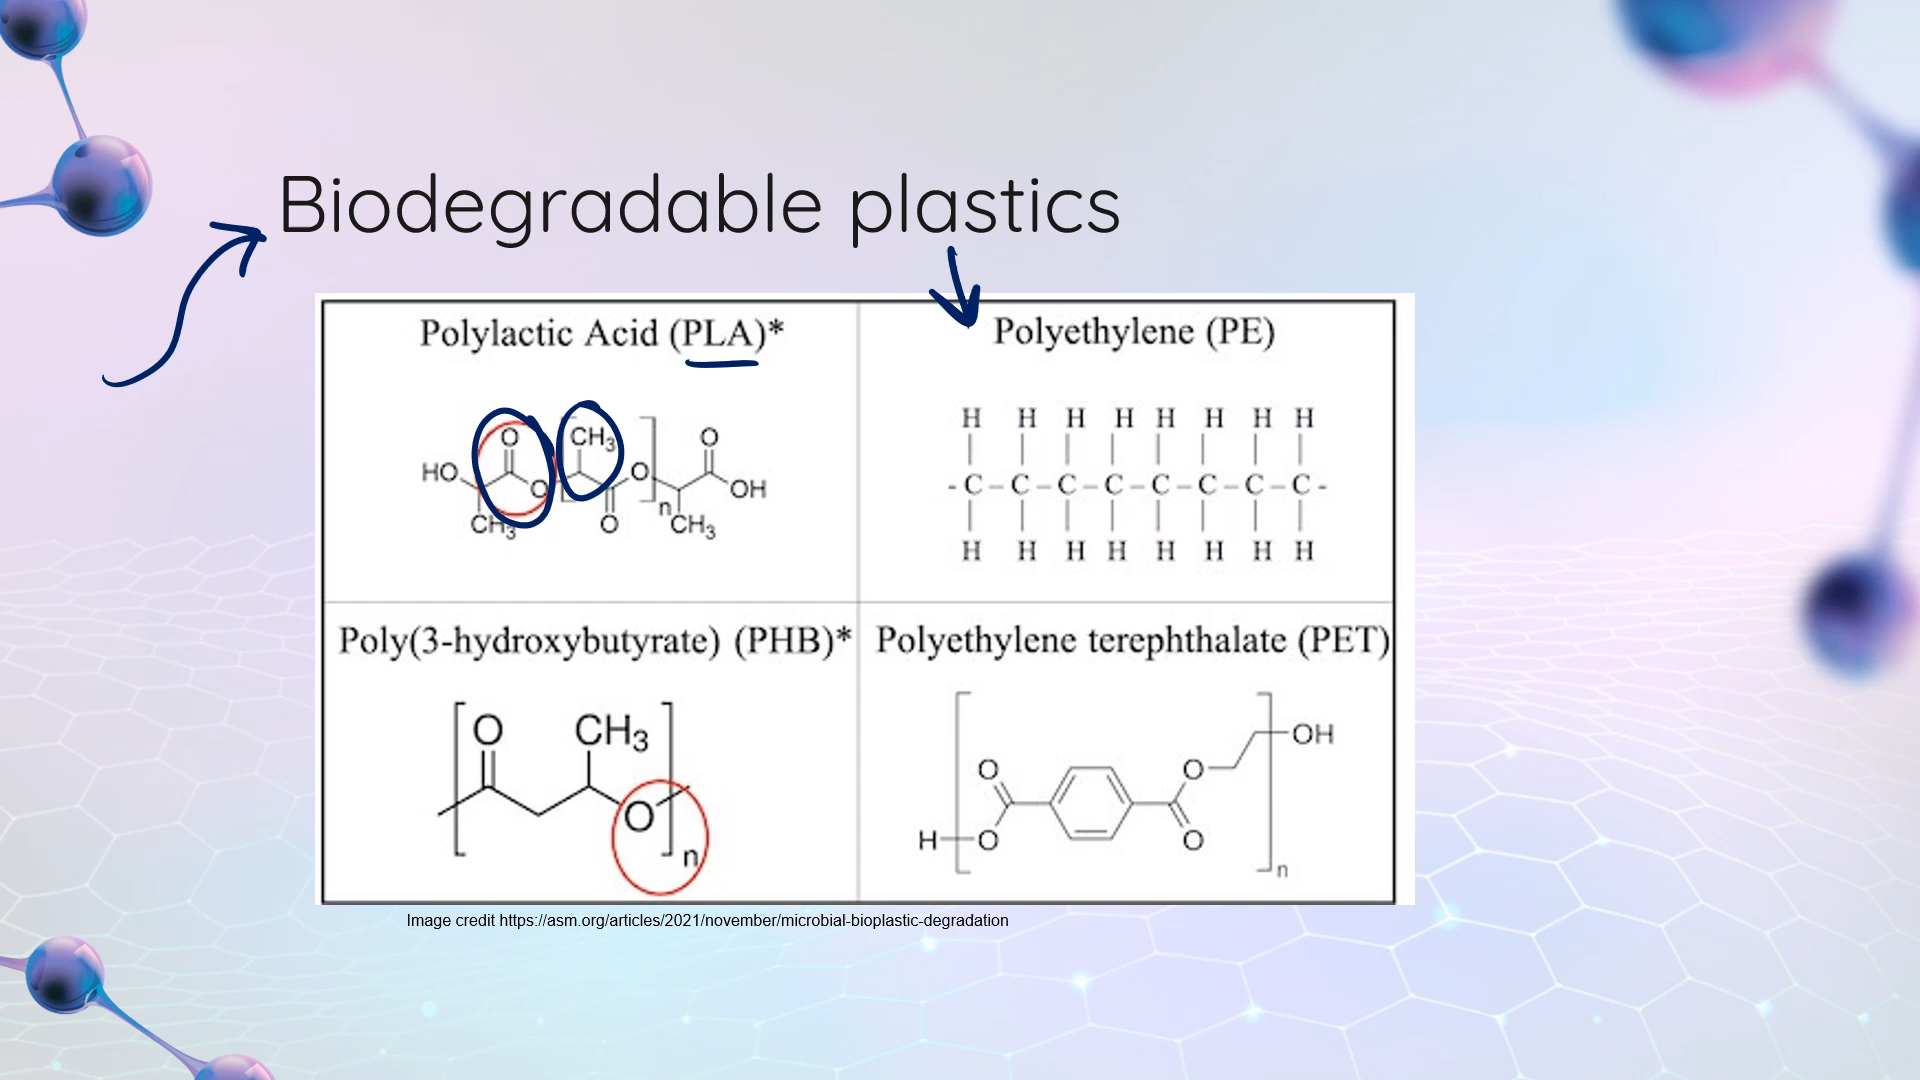 Biodegradable plastics
Polylactic Acid (PLA)*
Polyethylene (PE)
O
CH3
O
HO
O
O
OH
n
CH3
O
CH3
H H H H H H H H
-C-C-C-C-C-C-C-C-
H H H H H H H H
Poly(3-hydroxybutyrate) (PHB)*
Polyethylene terephthalate (PET)
O
CH3
O
n
OH
O
O
H
O
O
n
Image credit https://asm.org/articles/2021/november/microbial-bioplastic-degradation